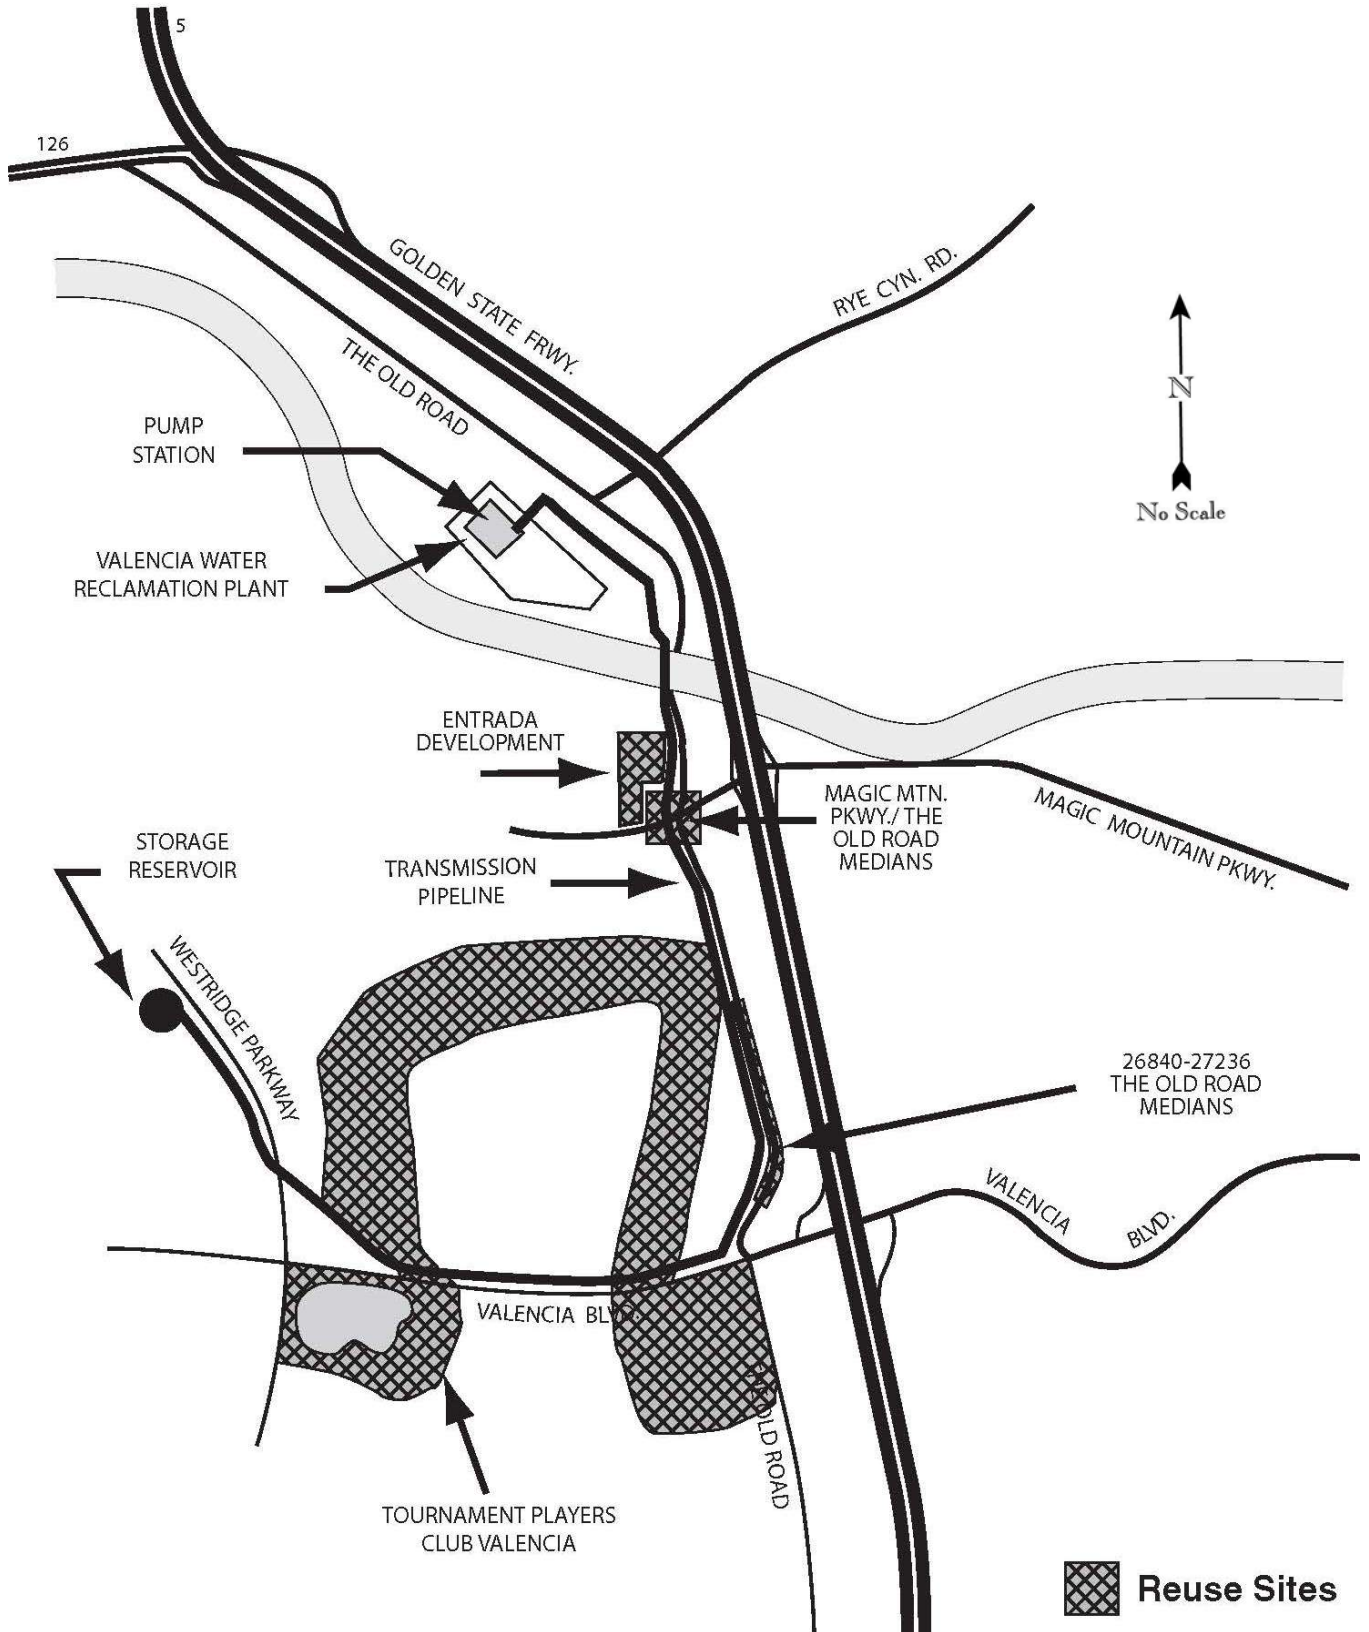 5
126
GOLDEN STATE FRWY.
RYE CYN. RD.
THE OLD ROAD
N
No Scale
PUMP
STATION
VALENCIA WATER
RECLAMATION PLANT
ENTRADA
DEVELOPMENT
MAGIC MTN.
PKWY./ THE
OLD ROAD
MEDIANS
MAGIC MOUNTAIN PKWY.
STORAGE
RESERVOIR
TRANSMISSION
PIPELINE
WESTRIDGE PARKWAY
26840-27236
THE OLD ROAD
MEDIANS
VALENCIA BLVD.
VALENCIA BLVD.
THE OLD ROAD
TOURNAMENT PLAYERS
CLUB VALENCIA
Reuse Sites